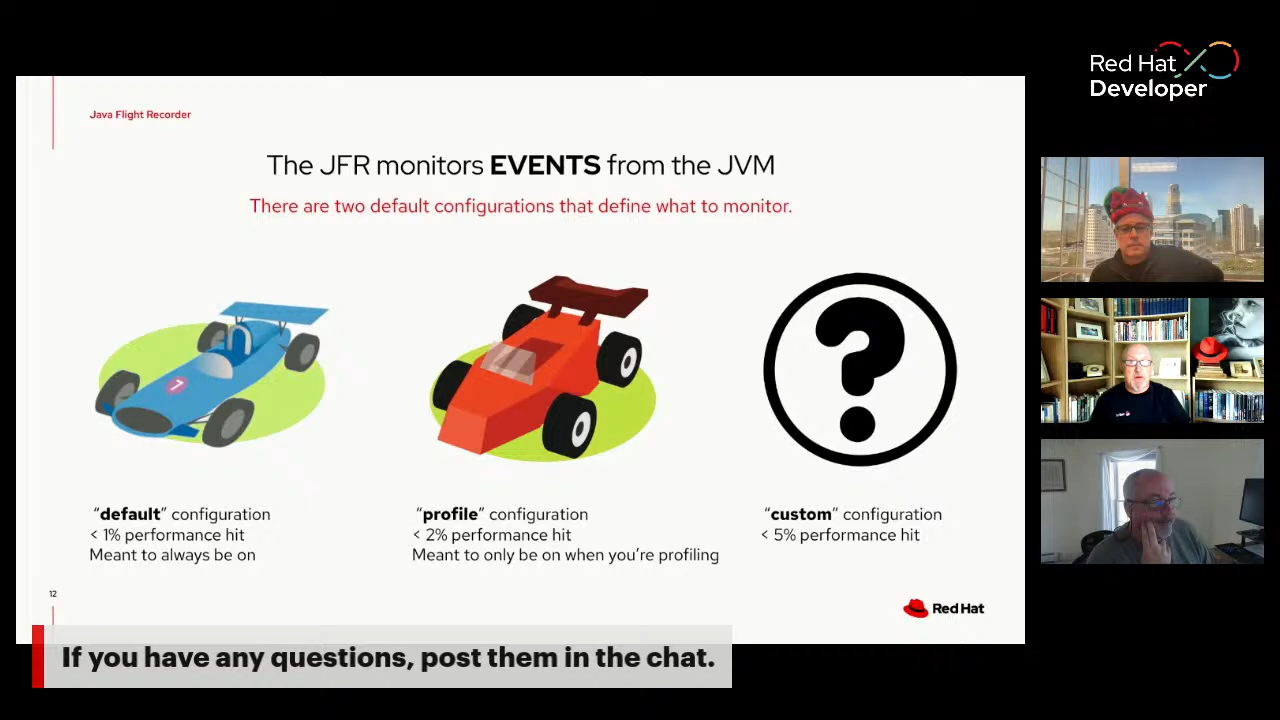 Red Hat
Developer
Java Flight Recorder
The JFR monitors EVENTS from the JVM
There are two default configurations that define what to monitor.
7
“default” configuration
< 1% performance hit
Meant to always be on
“profile” configuration
< 2% performance hit
Meant to only be on when you’re profiling
?
“custom” configuration
< 5% performance hit
12
Red Hat
If you have any questions, post them in the chat.